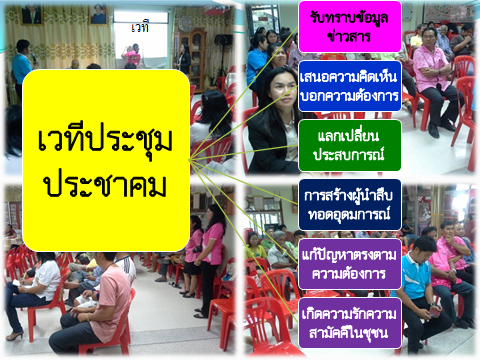 เวที
เวทีประชุม
ประชาคม
รับทราบข้อมูล
ข่าวสาร
เสนอความคิดเห็น
บอกความต้องการ
แลกเปลี่ยน
ประสบการณ์
การสร้างผู้นำสืบ
ทอดอุดมการณ์
แก้ปัญหาตรงตาม
ความต้องการ
เกิดความรักความ
สามัคคีในชุชน